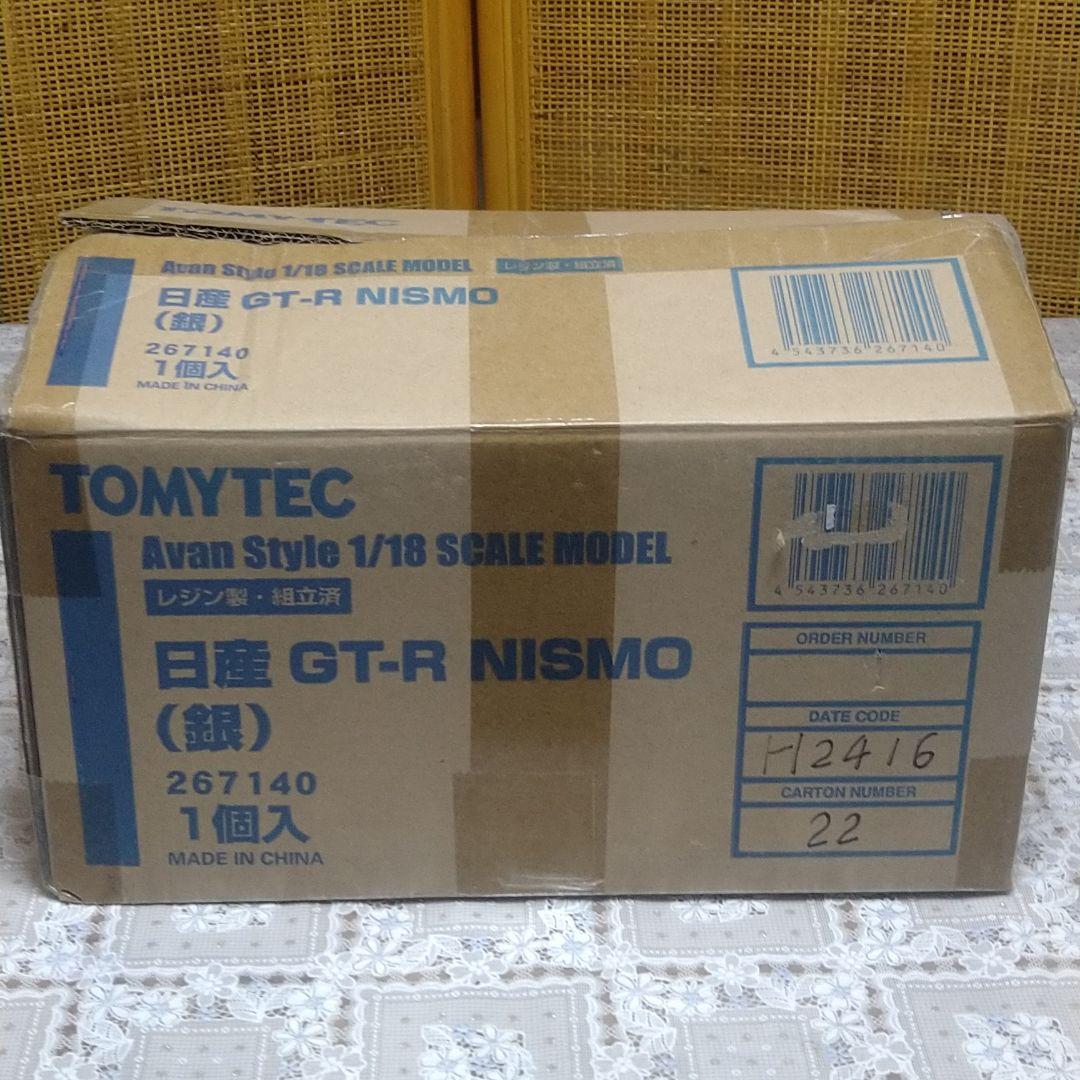 TOMYTEC
Avan Style 1/18 SCALE MODEL
レジン製・組立済
日産 GT-R NISMO
(銀)
267140
1個入
MADE IN CHINA
4 543736 267140
TOMYTEC
Avan Style 1/18 SCALE MODEL
レジン製・組立済
日産 GT-R NISMO
(銀)
267140
1個入
MADE IN CHINA
4 543736 267140
ORDER NUMBER
1
DATE CODE
H2416
CARTON NUMBER
22